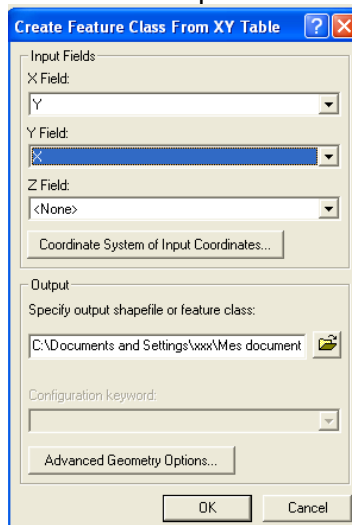 Create Feature Class From XY Table
Input Fields
X Field:
Y
Y Field:
X
Z Field:
<None>
Coordinate System of Input Coordinates...
Output
Specify output shapefile or feature class:
C:\Documents and Settings\xxx\Mes document
Configuration keyword:
Advanced Geometry Options...
OK Cancel